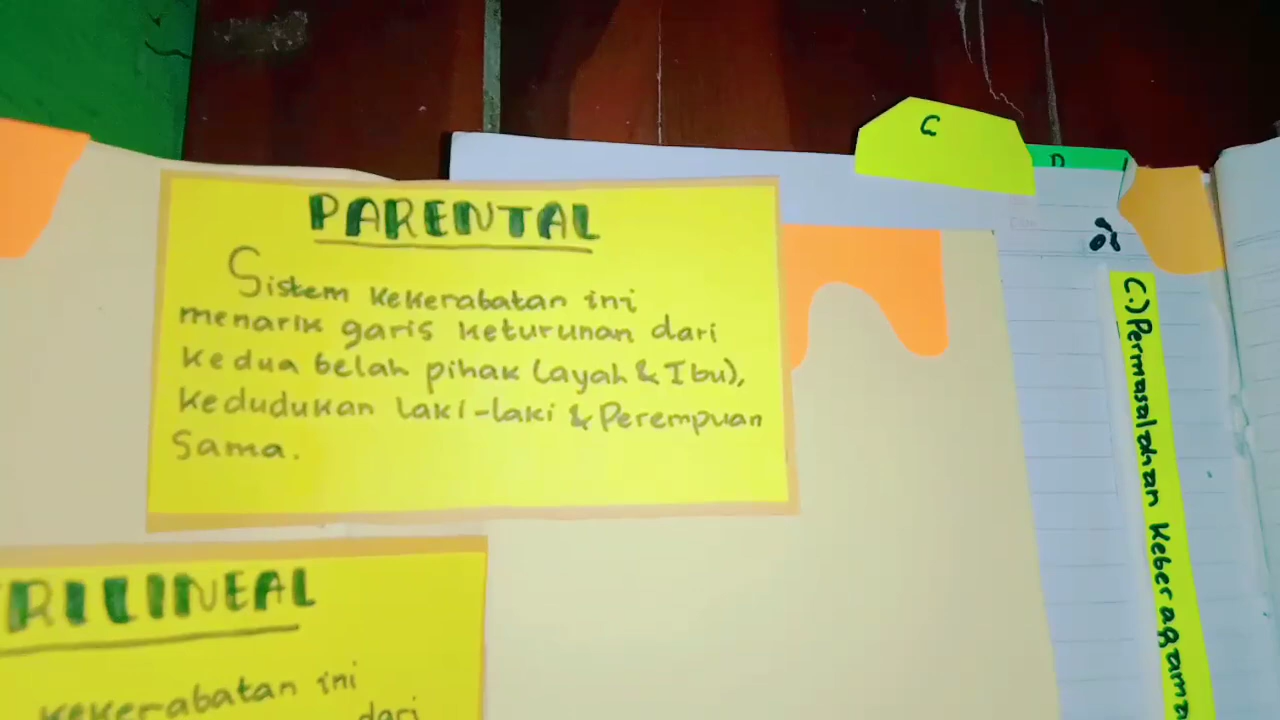 PARENTAL
Sistem kekerabatan ini
menarik garis keturunan dari
kedua belah pihak (ayah & Ibu),
kedudukan laki-laki & Perempuan
Sama.
RILINEAL
kekerabatan ini
dari
C
D
C.) Permasalahan Keberagama